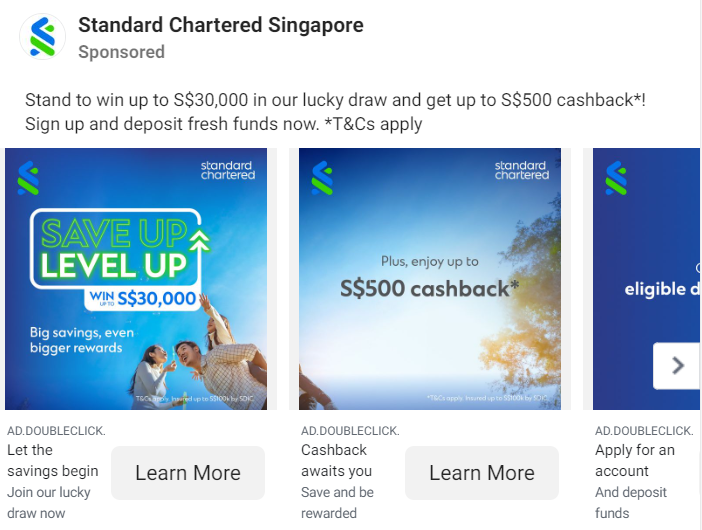 Standard Chartered Singapore
Sponsored
Stand to win up to S$30,000 in our lucky draw and get up to S$500 cashback*!
Sign up and deposit fresh funds now. *T&Cs apply
standard
chartered
SAVE UP
LEVEL UP
WIN UP TO S$30,000
Big savings, even
bigger rewards
*T&Cs apply. Insured up to S$100k by SDIC.
standard
chartered
Plus, enjoy up to
S$500 cashback*
*T&Cs apply. Insured up to S$100k by SDIC.
eligible d
AD.DOUBLECLICK.
Let the
savings begin
Join our lucky
draw now
Learn More
AD.DOUBLECLICK.
Cashback
awaits you
Save and be
rewarded
Learn More
AD.DOUBLECLICK.
Apply for an
account
And deposit
funds